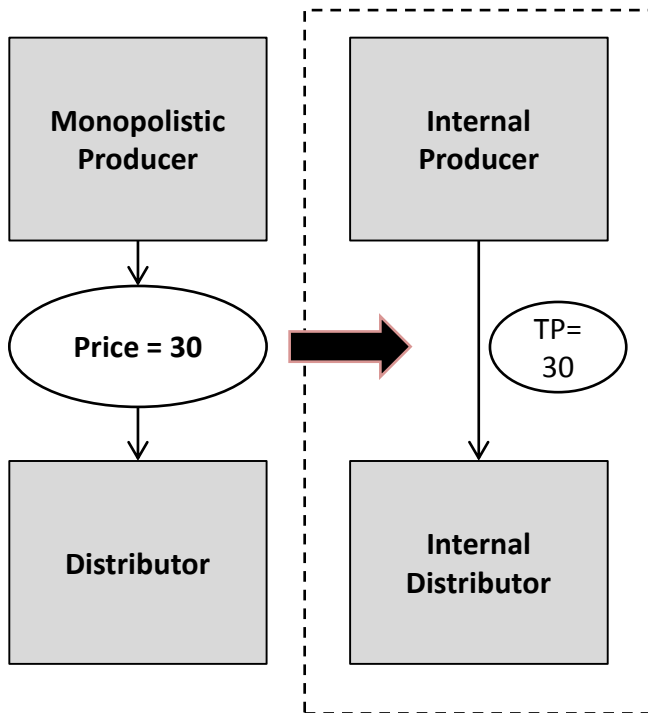 Monopolistic
Producer
Internal
Producer
Price = 30
TP=
30
Distributor
Internal
Distributor